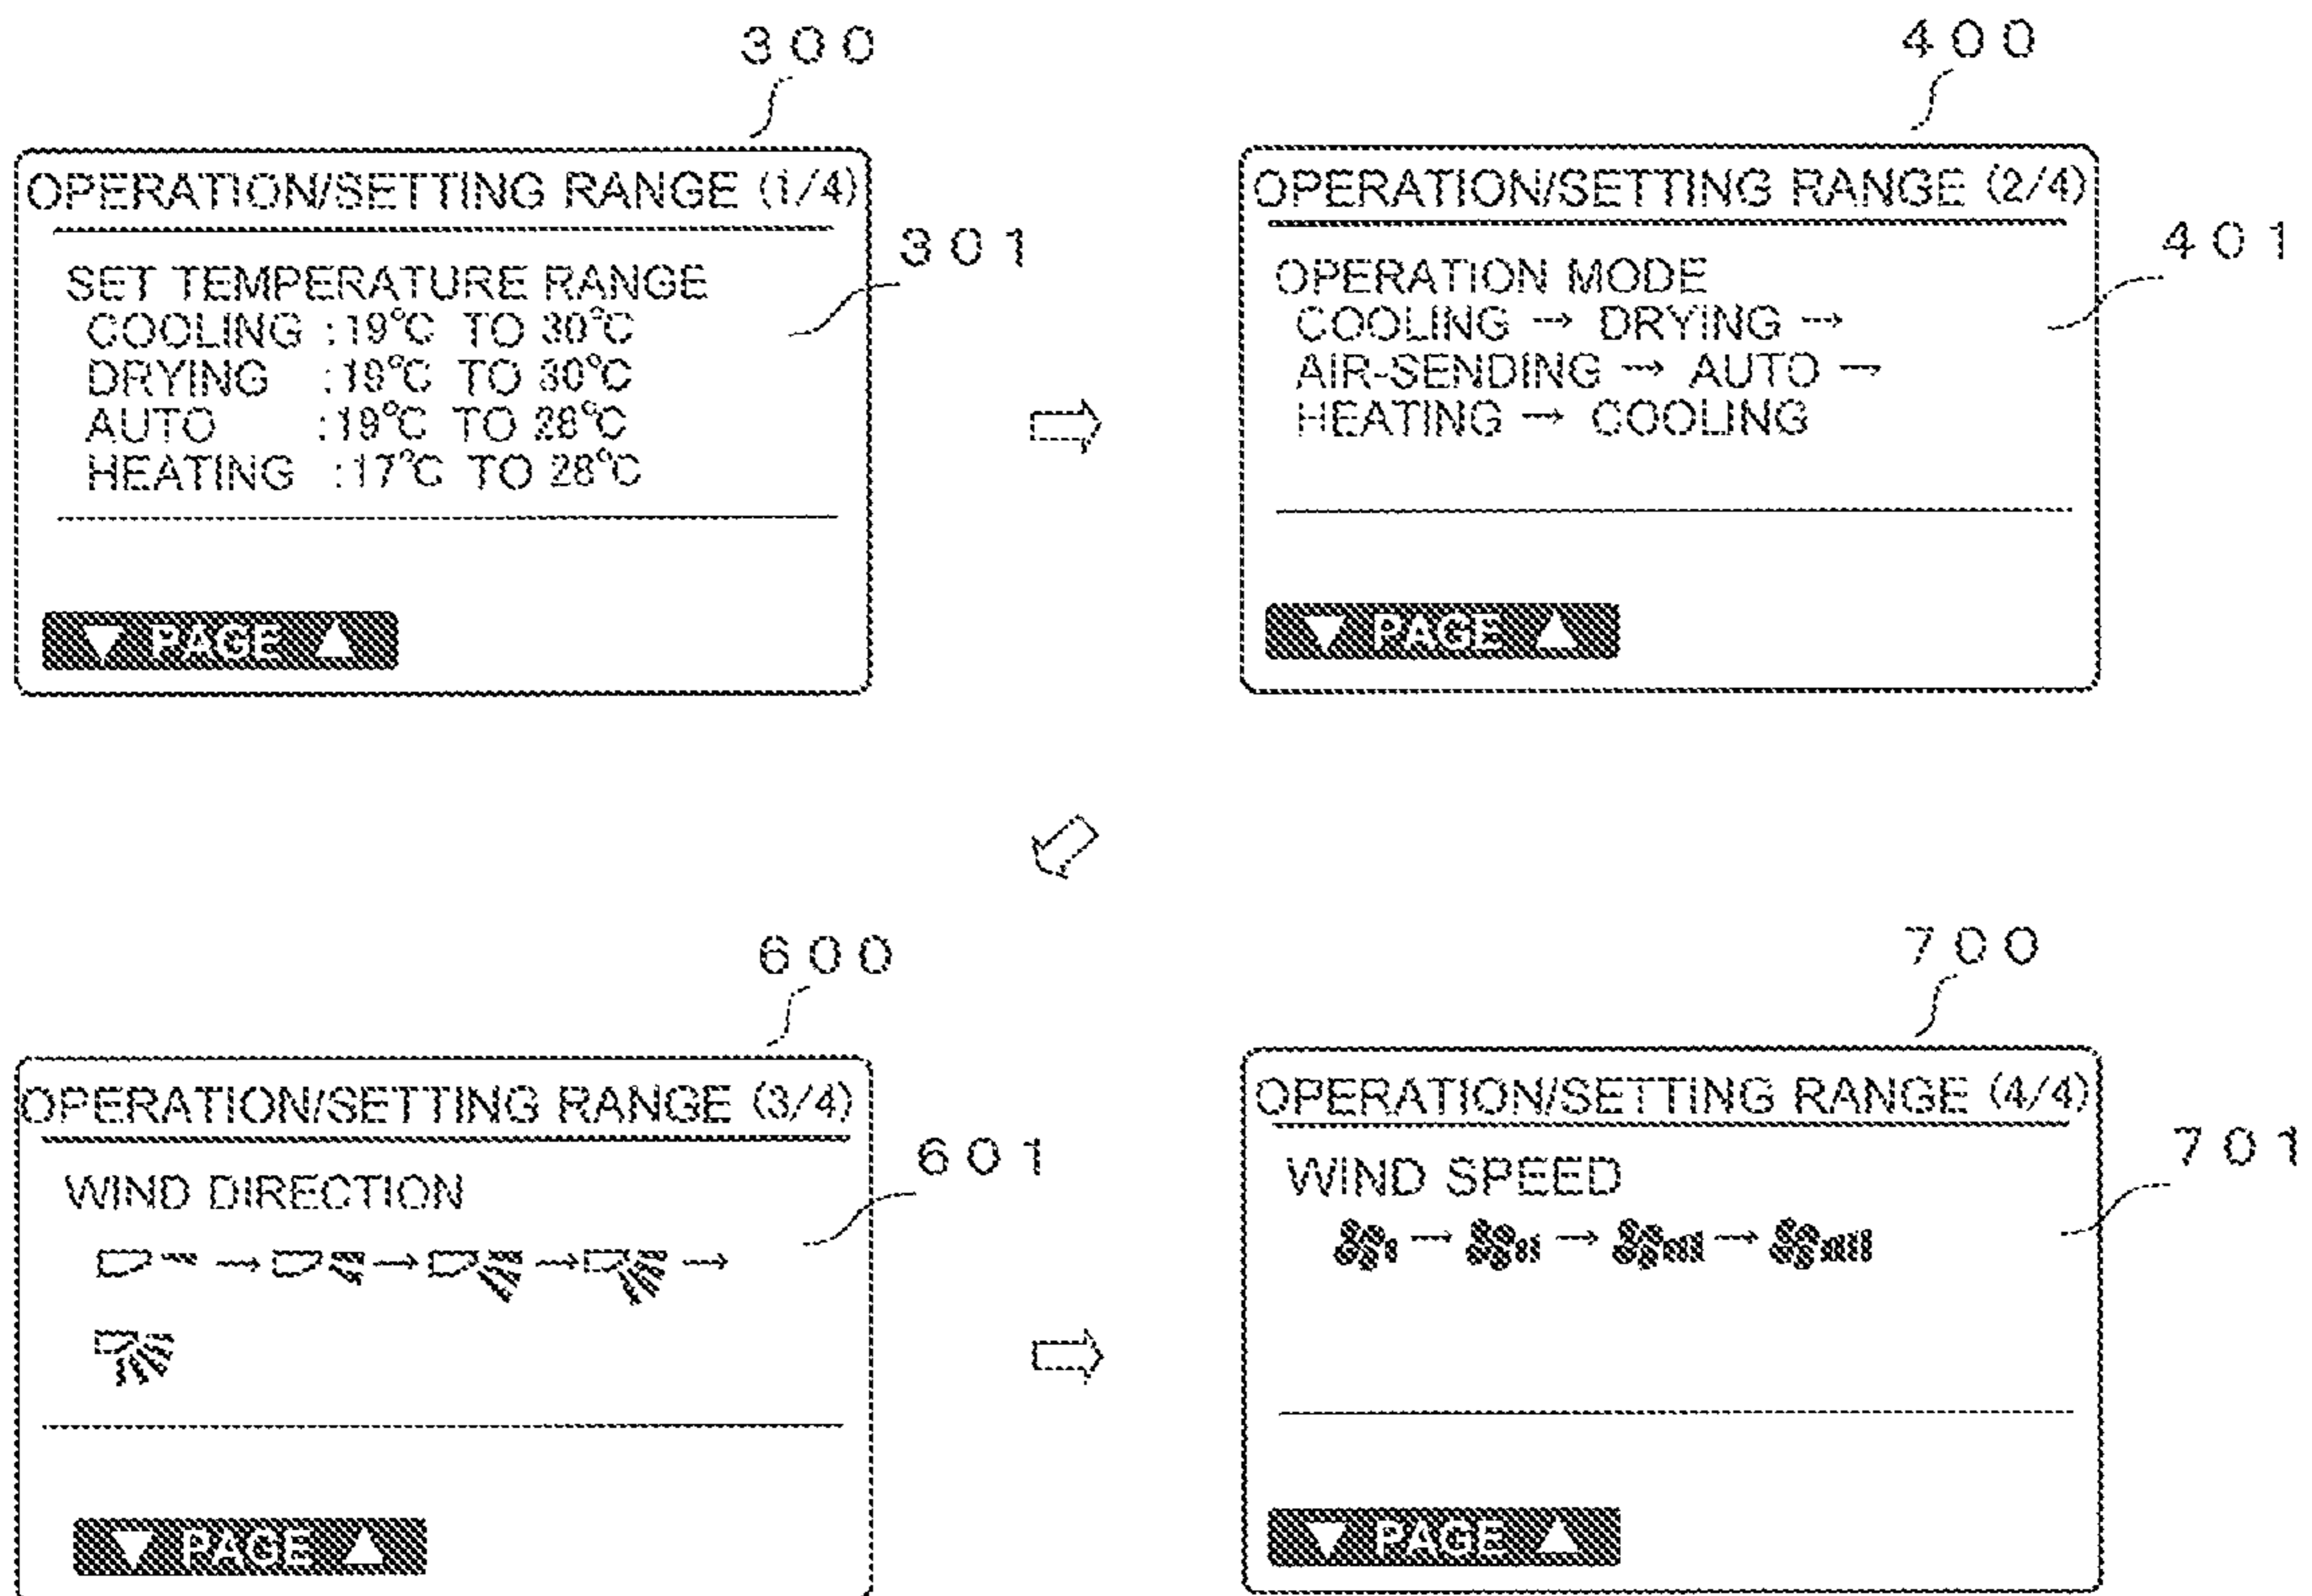 300
OPERATION/SETTING RANGE (1/4)
301
SET TEMPERATURE RANGE
COOLING :19℃ TO 30℃
DRYING :19℃ TO 30℃
AUTO :19℃ TO 28℃
HEATING :17℃ TO 28℃
▼ PAGE ▲
400
OPERATION/SETTING RANGE (2/4)
401
OPERATION MODE
COOLING → DRYING →
AIR-SENDING → AUTO →
HEATING → COOLING
▼ PAGE ▲
600
OPERATION/SETTING RANGE (3/4)
601
WIND DIRECTION
▼ PAGE ▲
700
OPERATION/SETTING RANGE (4/4)
701
WIND SPEED
▼ PAGE ▲